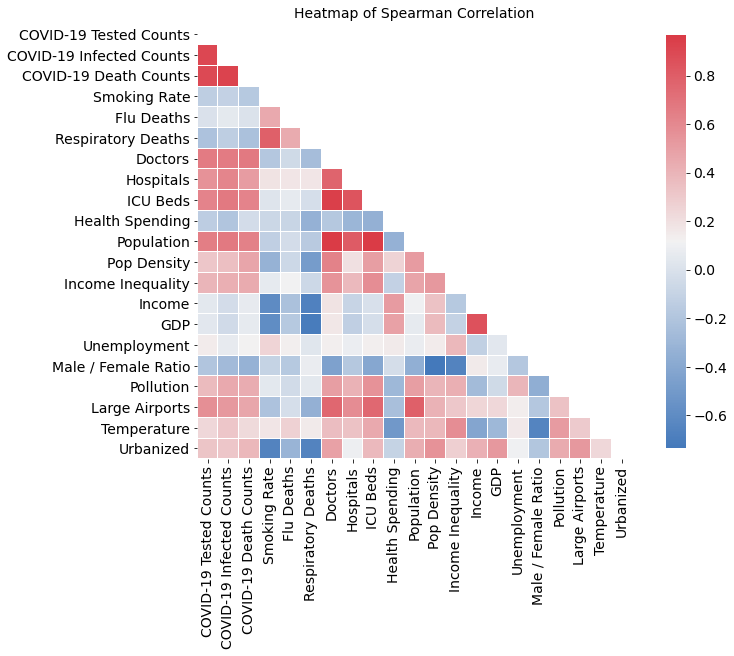 Heatmap of Spearman Correlation
COVID-19 Tested Counts
COVID-19 Infected Counts
COVID-19 Death Counts
Smoking Rate
Flu Deaths
Respiratory Deaths
Doctors
Hospitals
ICU Beds
Health Spending
Population
Pop Density
Income Inequality
Income
GDP
Unemployment
Male / Female Ratio
Pollution
Large Airports
Temperature
Urbanized
COVID-19 Tested Counts
COVID-19 Infected Counts
COVID-19 Death Counts
Smoking Rate
Flu Deaths
Respiratory Deaths
Doctors
Hospitals
ICU Beds
Health Spending
Population
Pop Density
Income Inequality
Income
GDP
Unemployment
Male / Female Ratio
Pollution
Large Airports
Temperature
Urbanized
0.8
0.6
0.4
0.2
0.0
−0.2
−0.4
−0.6